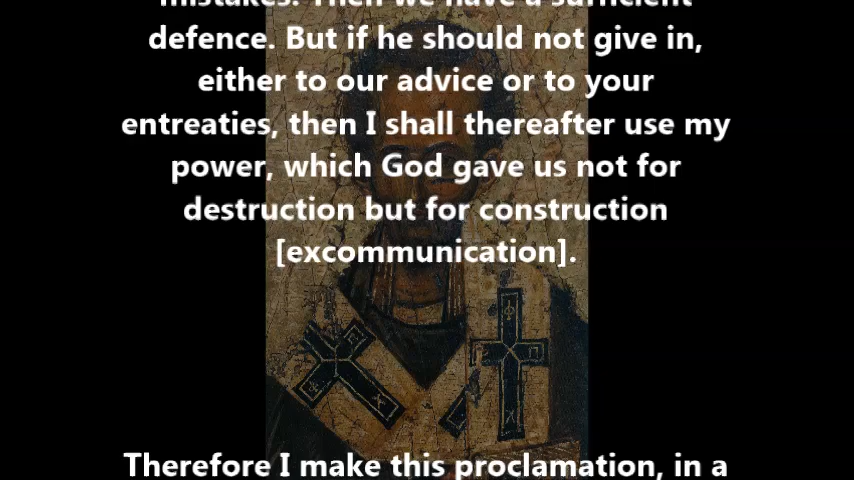 mistakes. Then we have a sufficient
defence. But if he should not give in,
either to our advice or to your
entreaties, then I shall thereafter use my
power, which God gave us not for
destruction but for construction
[excommunication].
Therefore I make this proclamation, in a